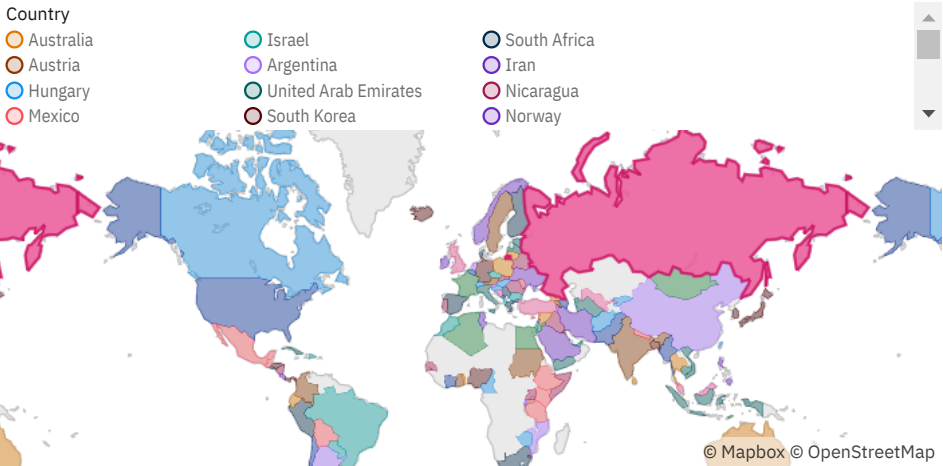 Country
Australia Israel South Africa
Austria Argentina Iran
Hungary United Arab Emirates Nicaragua
Mexico South Korea Norway
© Mapbox © OpenStreetMap